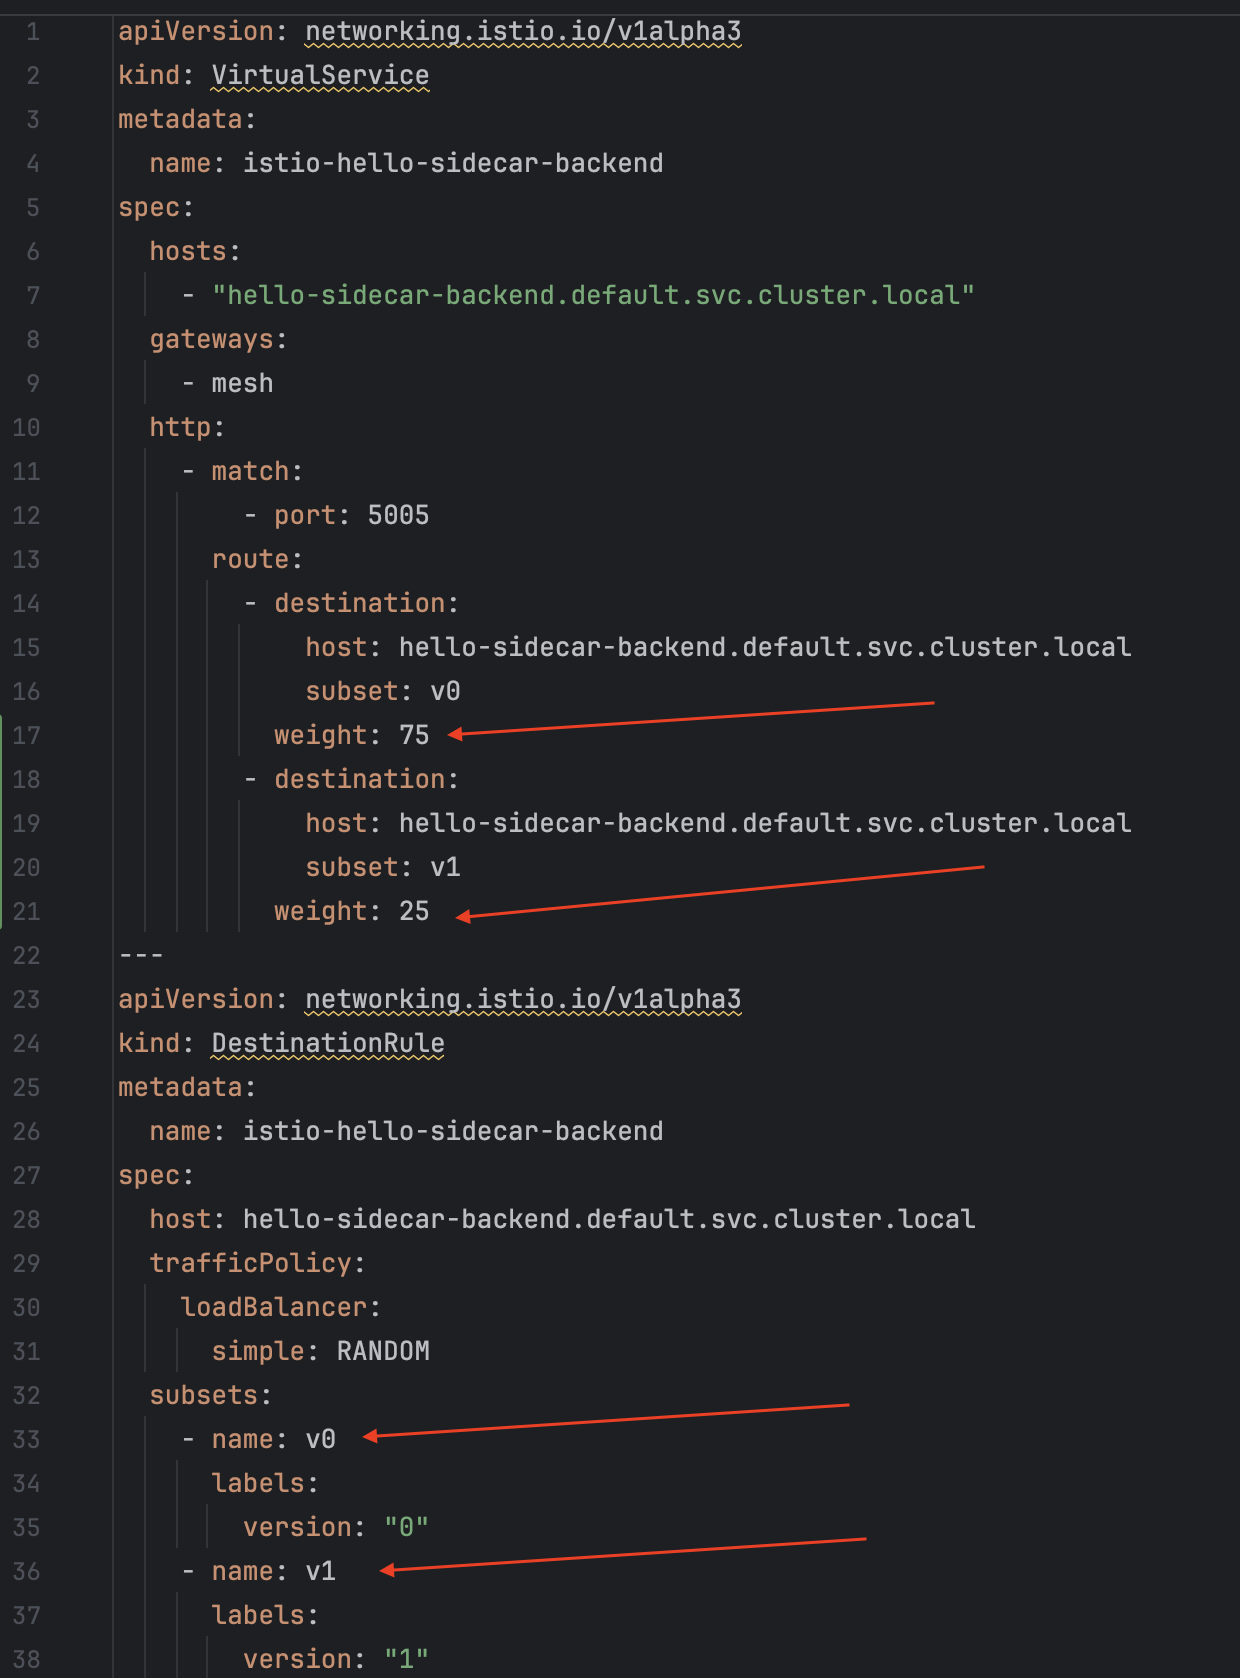 1 apiVersion: networking.istio.io/v1alpha3
2 kind: VirtualService
3 metadata:
4   name: istio-hello-sidecar-backend
5 spec:
6   hosts:
7     - "hello-sidecar-backend.default.svc.cluster.local"
8   gateways:
9     - mesh
10   http:
11     - match:
12         - port: 5005
13       route:
14         - destination:
15             host: hello-sidecar-backend.default.svc.cluster.local
16             subset: v0
17           weight: 75
18         - destination:
19             host: hello-sidecar-backend.default.svc.cluster.local
20             subset: v1
21           weight: 25
22 ---
23 apiVersion: networking.istio.io/v1alpha3
24 kind: DestinationRule
25 metadata:
26   name: istio-hello-sidecar-backend
27 spec:
28   host: hello-sidecar-backend.default.svc.cluster.local
29   trafficPolicy:
30     loadBalancer:
31       simple: RANDOM
32   subsets:
33     - name: v0
34       labels:
35         version: "0"
36     - name: v1
37       labels:
38         version: "1"